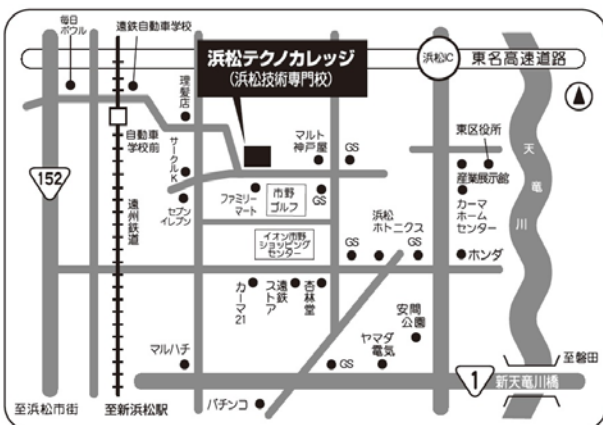 毎日
ボウル
遠鉄自動車学校
浜松テクノカレッジ
(浜松技術専門校)
浜松IC
東名高速道路
理髪店
自動車
学校前
サークルK
マルト
神戸屋
GS
東区役所
天竜川
152
遠州鉄道
セブン
イレブン
ファミリー
マート
市野
ゴルフ
GS
産業展示館
カーマ
ホーム
センター
イオン市野
ショッピング
センター
浜松
ホトニクス
GS
GS
ホンダ
カーマ21
遠鉄
ストア
杏林堂
安間
公園
マルハチ
GS
ヤマダ
電気
1
至磐田
新天竜川橋
至浜松市街
至新浜松駅
パチンコ